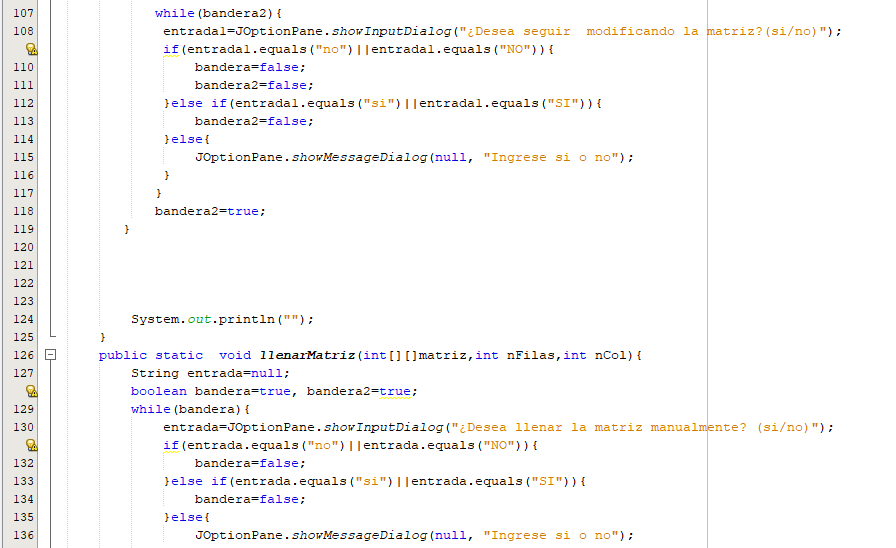 107 while(bandera2){
108 entrada1=JOptionPane.showInputDialog("¿Desea seguir  modificando la matriz?(si/no)");
if(entrada1.equals("no")||entrada1.equals("NO")){
110 bandera=false;
111 bandera2=false;
112 }else if(entrada1.equals("si")||entrada1.equals("SI")){
113 bandera2=false;
114 }else{
115 JOptionPane.showMessageDialog(null, "Ingrese si o no");
116 }
117 }
118 bandera2=true;
119 }
120
121
122
123
124 System.out.println("");
125 }
126 public static  void llenarMatriz(int[][]matriz,int nFilas,int nCol){
127 String entrada=null;
boolean bandera=true, bandera2=true;
129 while(bandera){
130 entrada=JOptionPane.showInputDialog("¿Desea llenar la matriz manualmente? (si/no)");
if(entrada.equals("no")||entrada.equals("NO")){
132 bandera=false;
133 }else if(entrada.equals("si")||entrada.equals("SI")){
134 bandera=false;
135 }else{
136 JOptionPane.showMessageDialog(null, "Ingrese si o no");